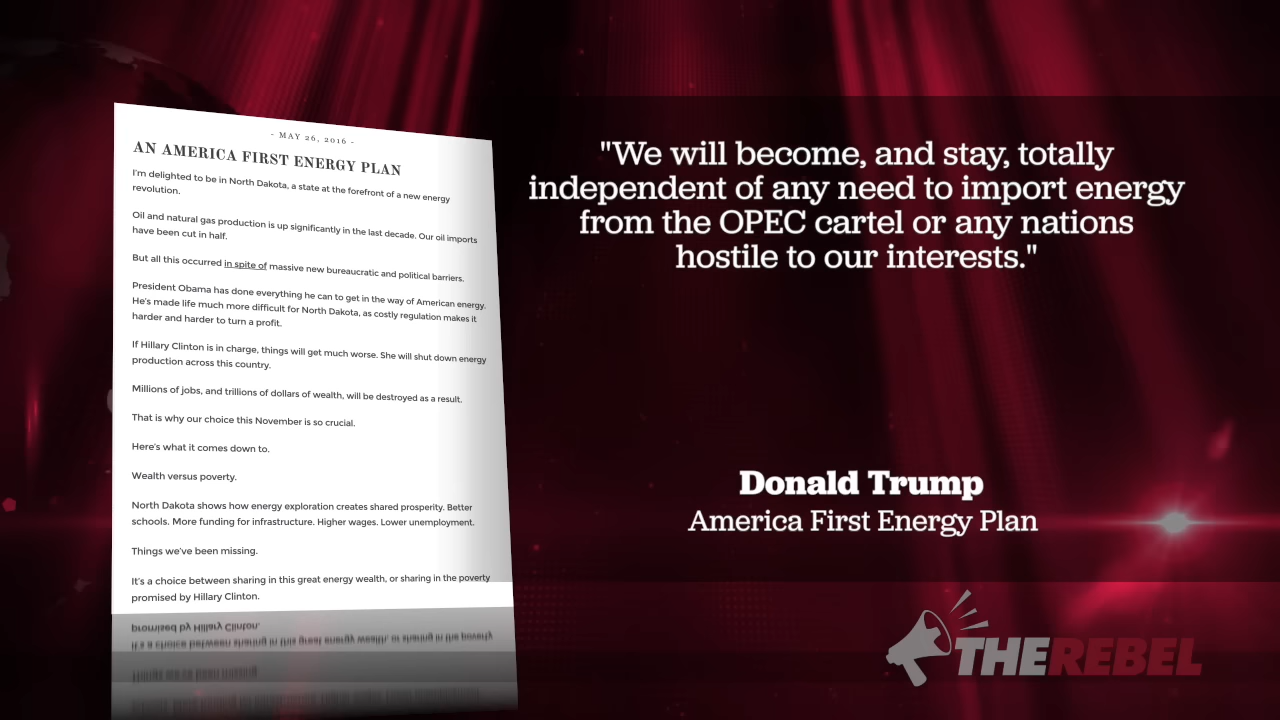 - MAY 26, 2016 -
AN AMERICA FIRST ENERGY PLAN
I'm delighted to be in North Dakota, a state at the forefront of a new energy
revolution.
Oil and natural gas production is up significantly in the last decade. Our oil imports
have been cut in half.
But all this occurred in spite of massive new bureaucratic and political barriers.
President Obama has done everything he can to get in the way of American energy.
He's made life much more difficult for North Dakota, as costly regulation makes it
harder and harder to turn a profit.
If Hillary Clinton is in charge, things will get much worse. She will shut down energy
production across this country.
Millions of jobs, and trillions of dollars of wealth, will be destroyed as a result.
That is why our choice this November is so crucial.
Here's what it comes down to.
Wealth versus poverty.
North Dakota shows how energy exploration creates shared prosperity. Better
schools. More funding for infrastructure. Higher wages. Lower unemployment.
Things we've been missing.
It's a choice between sharing in this great energy wealth, or sharing in the poverty
promised by Hillary Clinton.
"We will become, and stay, totally
independent of any need to import energy
from the OPEC cartel or any nations
hostile to our interests."
Donald Trump
America First Energy Plan
THEREBEL